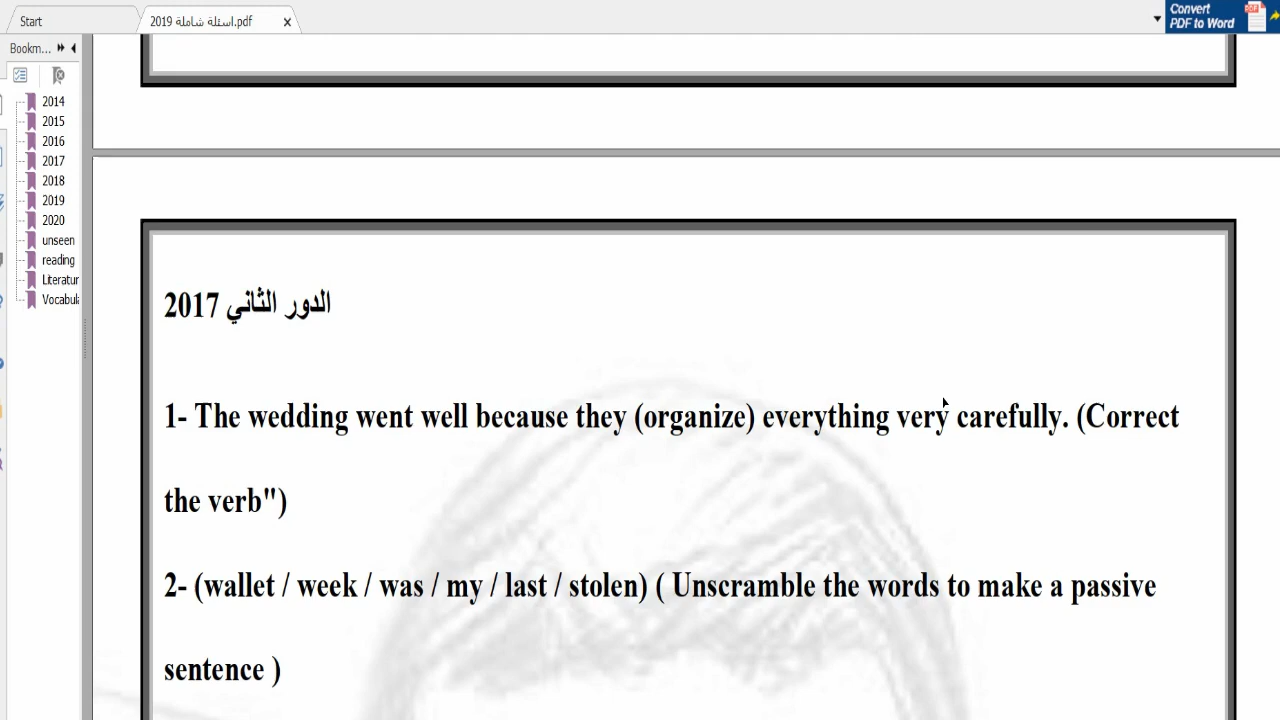 Start
اسئلة شاملة 2019.pdf
Convert
PDF to Word
PDF
Bookm...
2014
2015
2016
2017
2018
2019
2020
unseen
reading
Literatur
Vocabula
الدور الثاني 2017
1- The wedding went well because they (organize) everything very carefully. (Correct
the verb")
2- (wallet / week / was / my / last / stolen) ( Unscramble the words to make a passive
sentence )